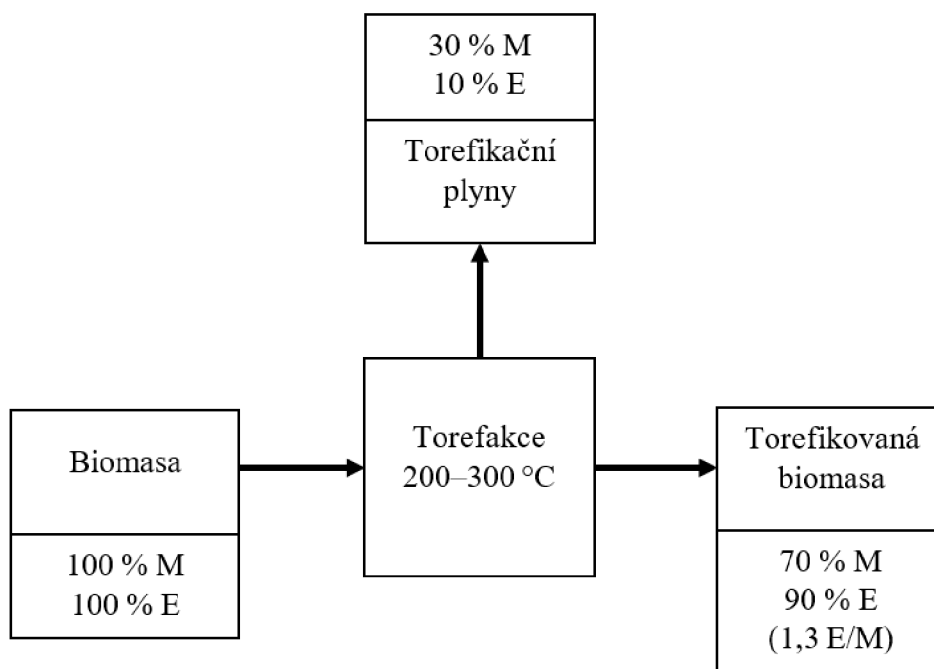 30 % M
10 % E
Torefikační
plyny
Biomasa
100 % M
100 % E
Torefakce
200–300 °C
Torefikovaná
biomasa
70 % M
90 % E
(1,3 E/M)